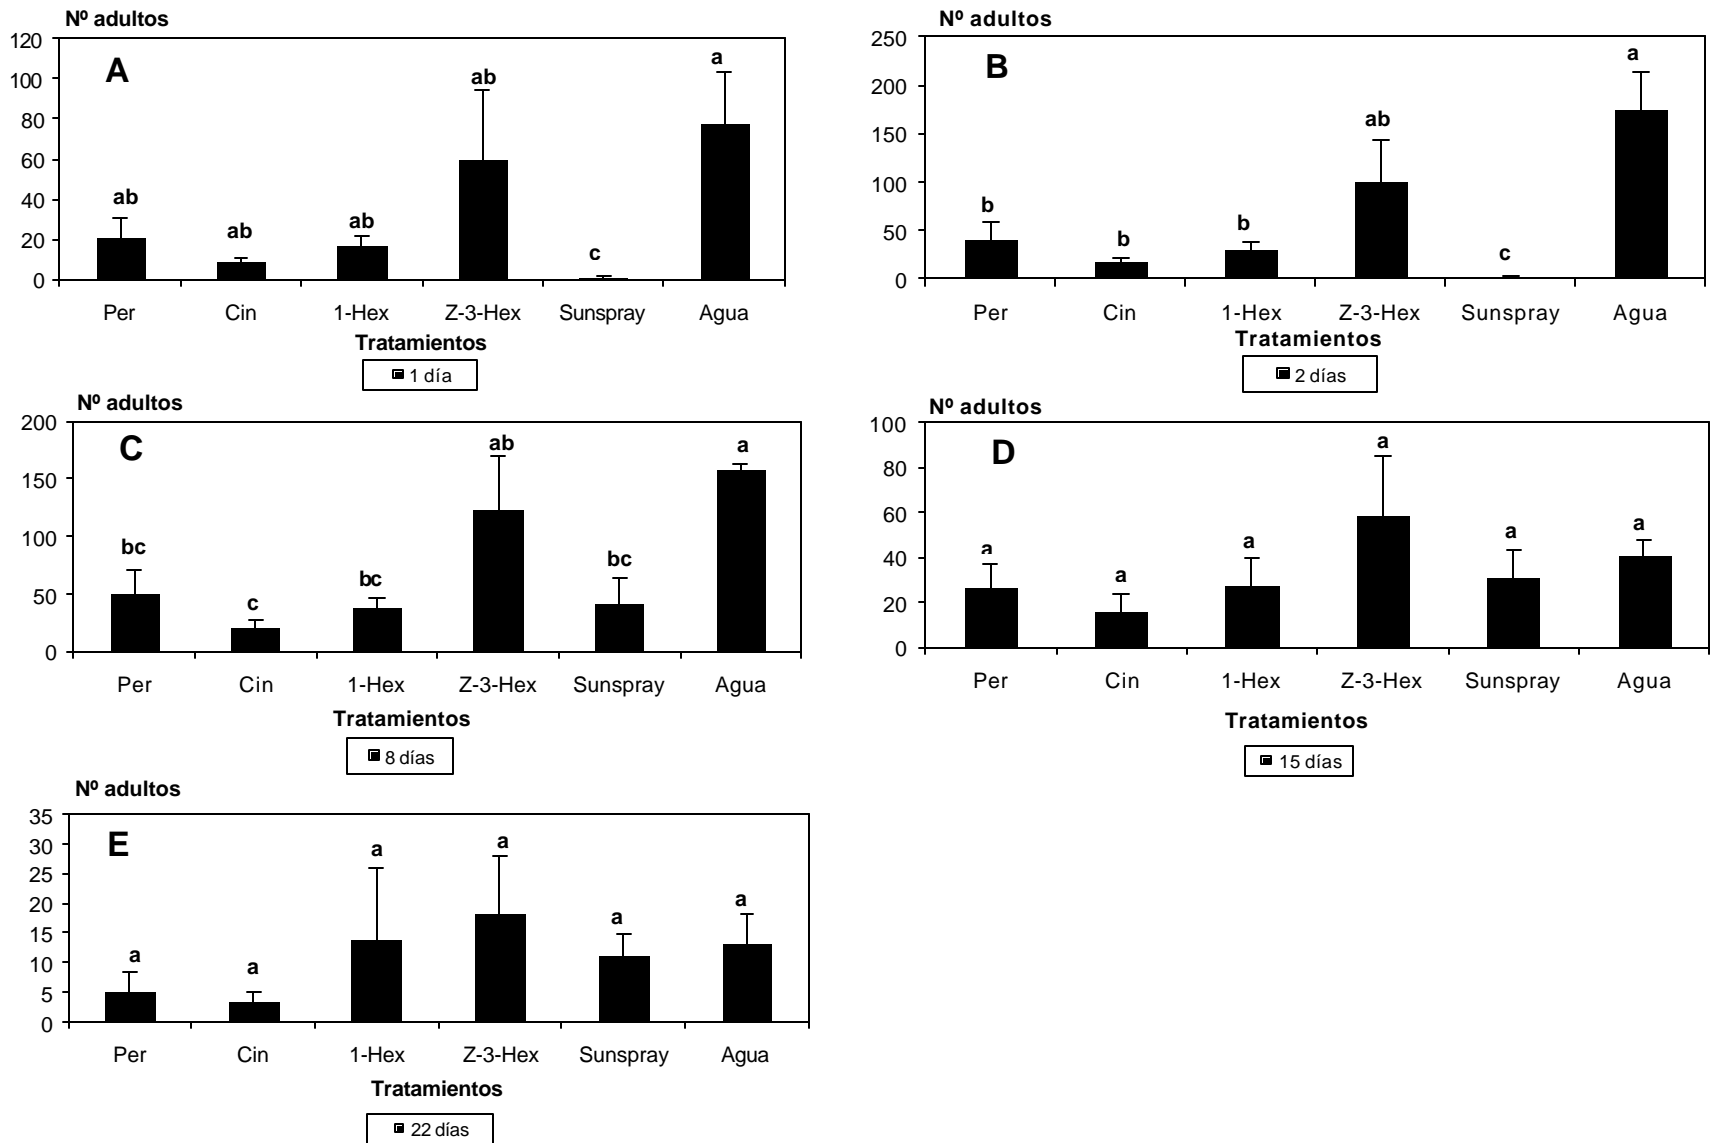 Nº adultos
A
120
100
80
60
40
20
0
ab
ab
ab
ab
c
a
Per Cin 1-Hex Z-3-Hex Sunspray Agua
Tratamientos
1 día
Nº adultos
B
250
200
150
100
50
0
b
b
b
ab
c
a
Per Cin 1-Hex Z-3-Hex Sunspray Agua
Tratamientos
2 días
Nº adultos
C
200
150
100
50
0
bc
c
bc
ab
bc
a
Per Cin 1-Hex Z-3-Hex Sunspray Agua
Tratamientos
8 días
Nº adultos
D
100
80
60
40
20
0
a
a
a
a
a
a
Per Cin 1-Hex Z-3-Hex Sunspray Agua
Tratamientos
15 días
Nº adultos
E
35
30
25
20
15
10
5
0
a
a
a
a
a
a
Per Cin 1-Hex Z-3-Hex Sunspray Agua
Tratamientos
22 días